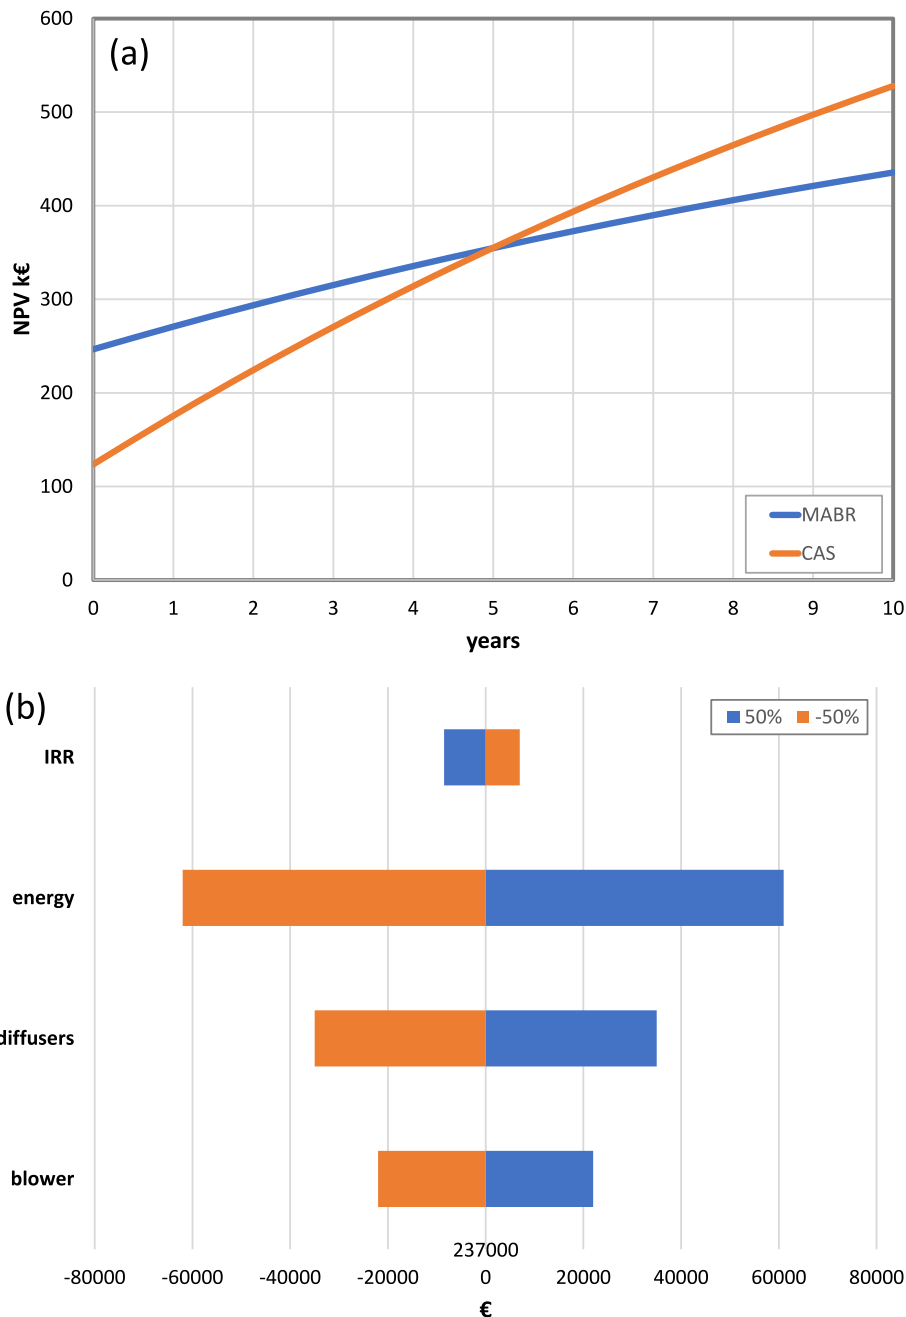 (a)
600
500
400
300
200
100
0
NPV k€
MABR
CAS
0 1 2 3 4 5 6 7 8 9 10
years
(b)
50% -50%
IRR
energy
diffusers
blower
237000
-80000 -60000 -40000 -20000 0 20000 40000 60000 80000
€